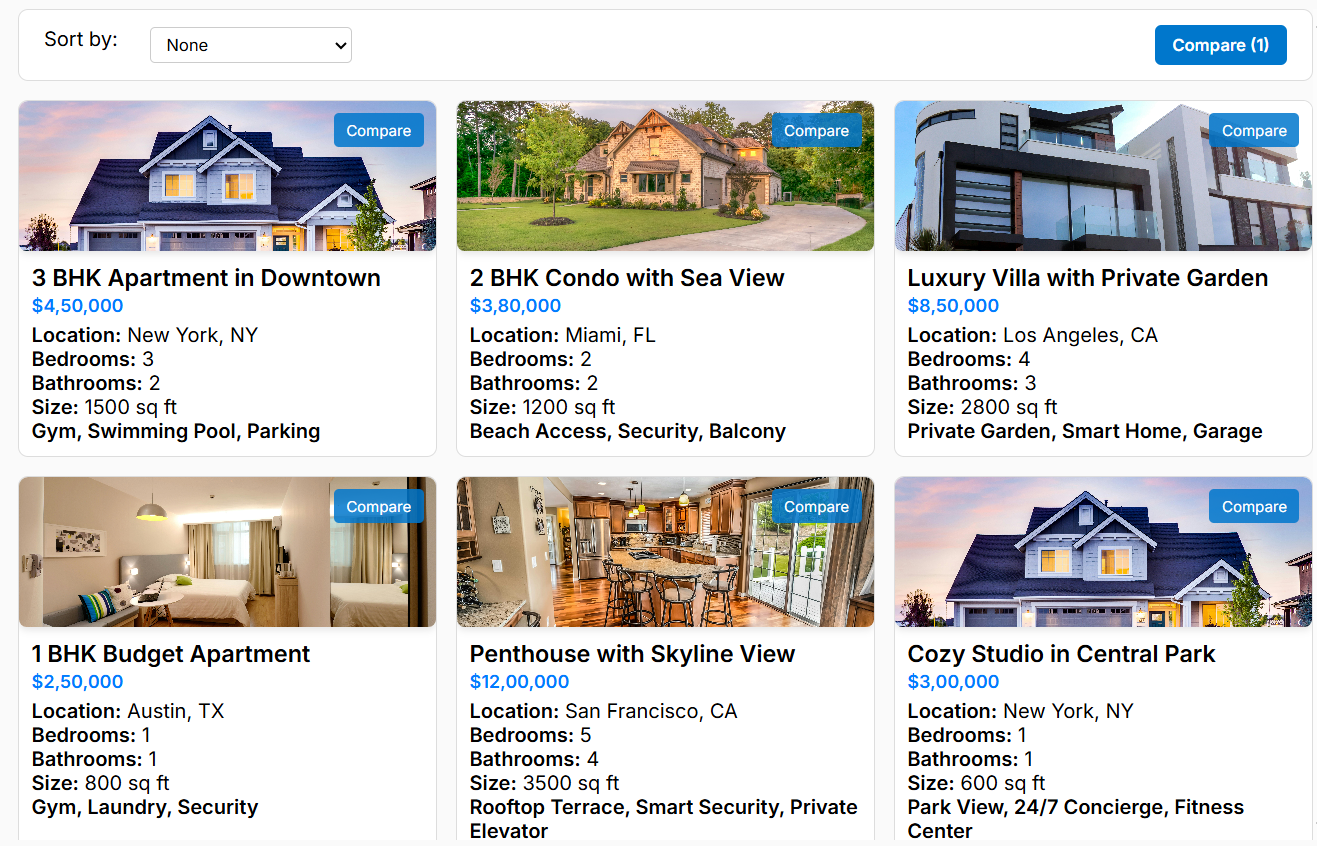 Sort by:
None
Compare (1)
Compare
3 BHK Apartment in Downtown
$4,50,000
Location: New York, NY
Bedrooms: 3
Bathrooms: 2
Size: 1500 sq ft
Gym, Swimming Pool, Parking
Compare
2 BHK Condo with Sea View
$3,80,000
Location: Miami, FL
Bedrooms: 2
Bathrooms: 2
Size: 1200 sq ft
Beach Access, Security, Balcony
Compare
Luxury Villa with Private Garden
$8,50,000
Location: Los Angeles, CA
Bedrooms: 4
Bathrooms: 3
Size: 2800 sq ft
Private Garden, Smart Home, Garage
Compare
1 BHK Budget Apartment
$2,50,000
Location: Austin, TX
Bedrooms: 1
Bathrooms: 1
Size: 800 sq ft
Gym, Laundry, Security
Compare
Penthouse with Skyline View
$12,00,000
Location: San Francisco, CA
Bedrooms: 5
Bathrooms: 4
Size: 3500 sq ft
Rooftop Terrace, Smart Security, Private
Elevator
Compare
Cozy Studio in Central Park
$3,00,000
Location: New York, NY
Bedrooms: 1
Bathrooms: 1
Size: 600 sq ft
Park View, 24/7 Concierge, Fitness
Center